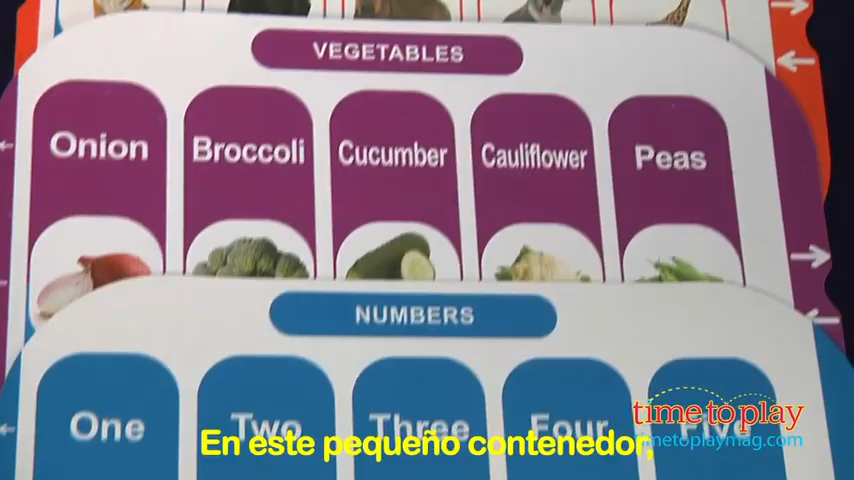 VEGETABLES
Onion Broccoli Cucumber Cauliflower Peas
NUMBERS
One Two Three Four Five
time to play
timetoplaymag.com
En este pequeño contenedor,